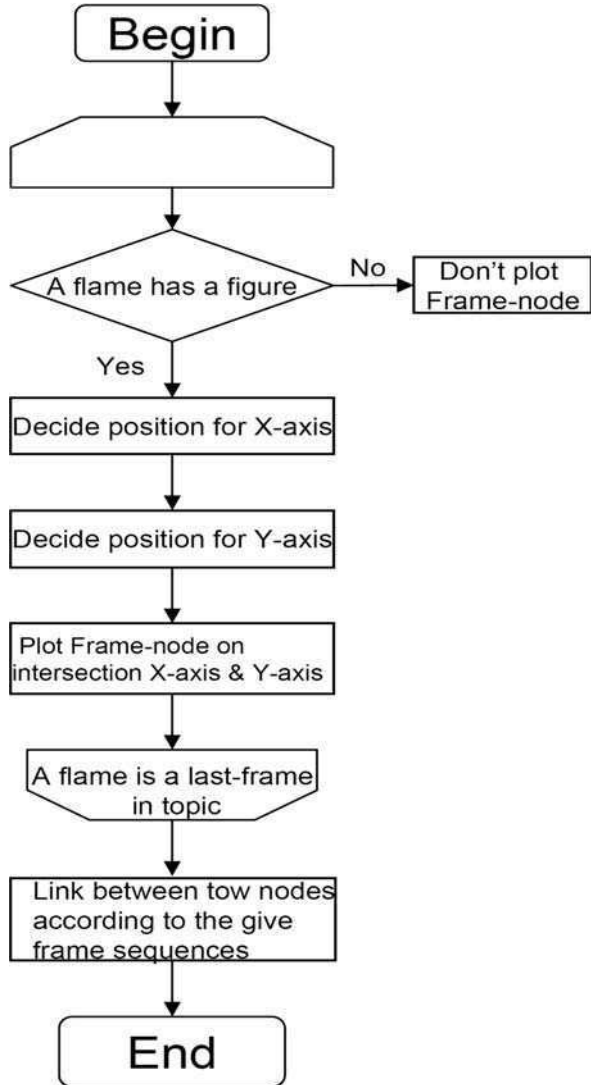 Begin
A flame has a figure
No
Don't plot
Frame-node
Yes
Decide position for X-axis
Decide position for Y-axis
Plot Frame-node on
intersection X-axis & Y-axis
A flame is a last-frame
in topic
Link between tow nodes
according to the give
frame sequences
End